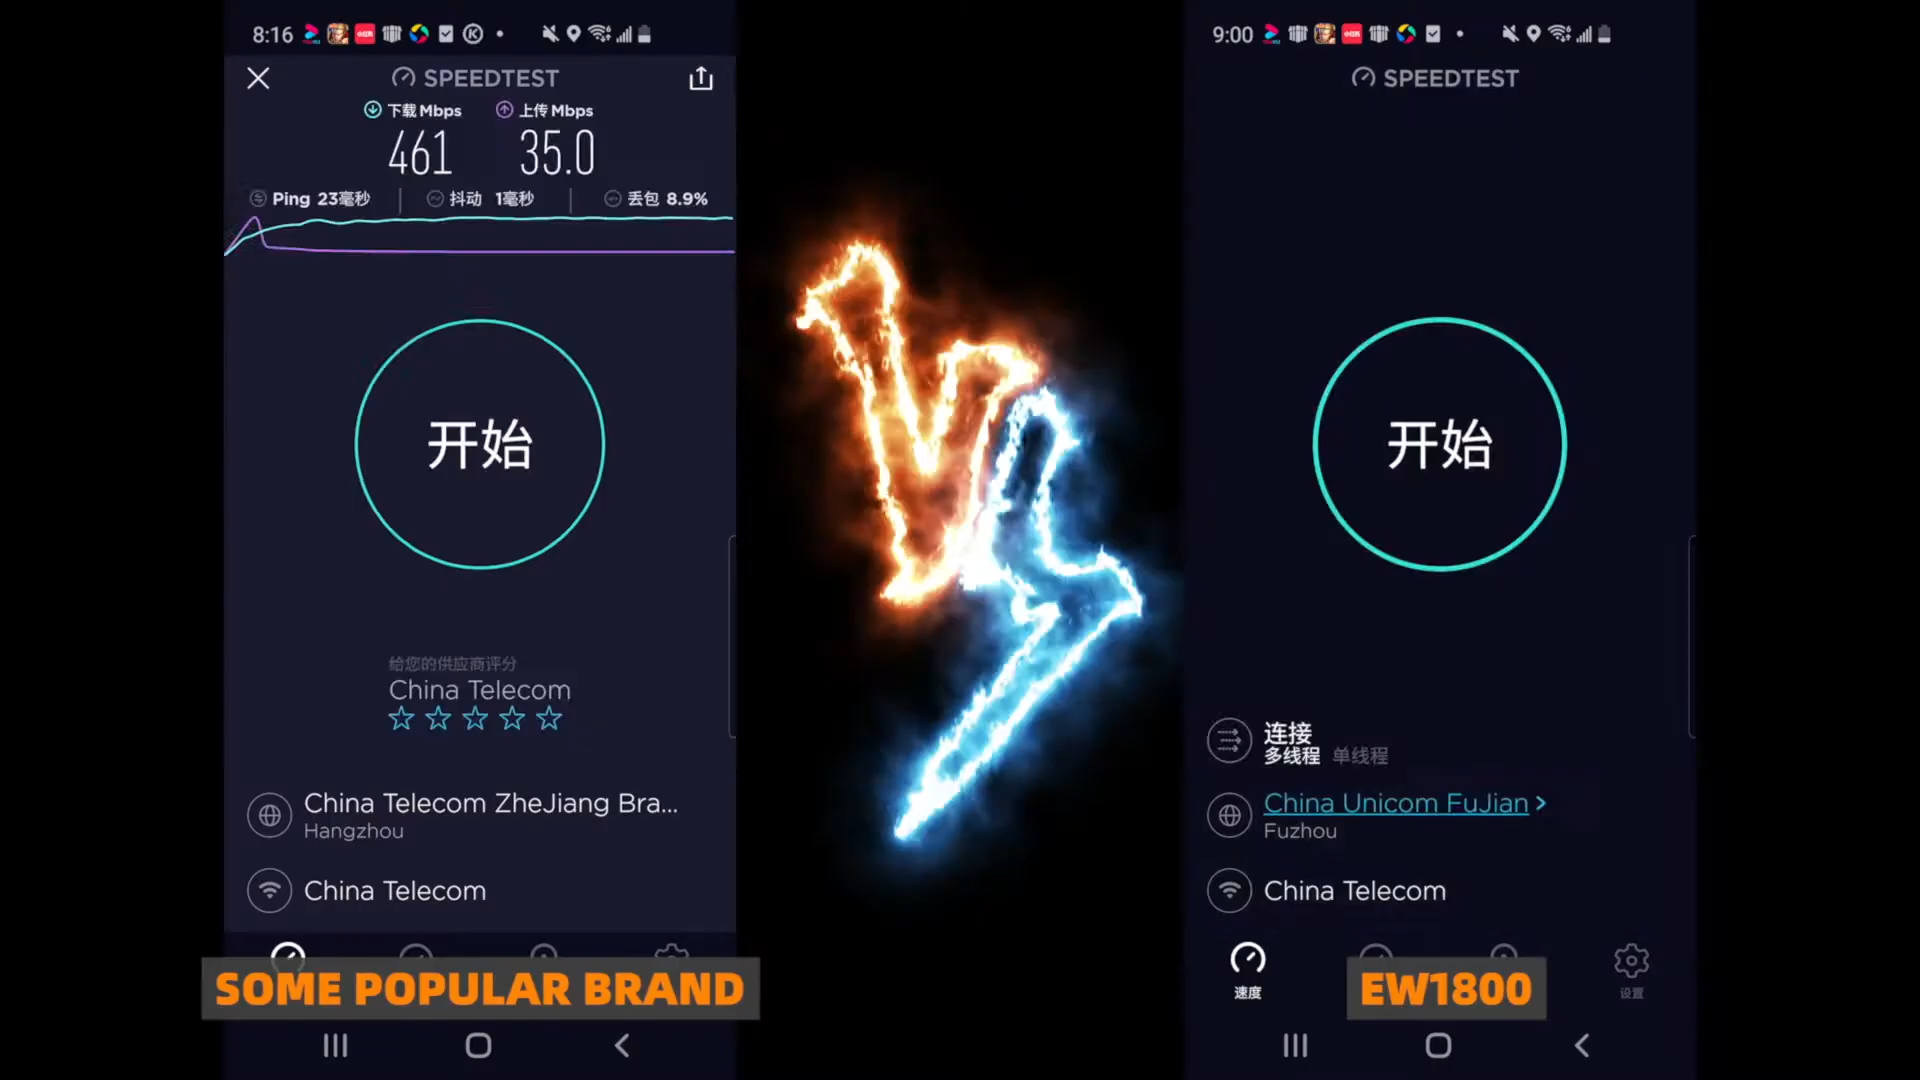 8:16
SPEEDTEST
下载 Mbps 上传 Mbps
461 35.0
Ping 23毫秒 抖动 1毫秒 丢包 8.9%
开始
给您的供应商评分
China Telecom
China Telecom ZheJiang Bra...
Hangzhou
China Telecom
SOME POPULAR BRAND
VS
9:00
SPEEDTEST
开始
连接
多线程 单线程
China Unicom FuJian >
Fuzhou
China Telecom
速度 设置
EW1800